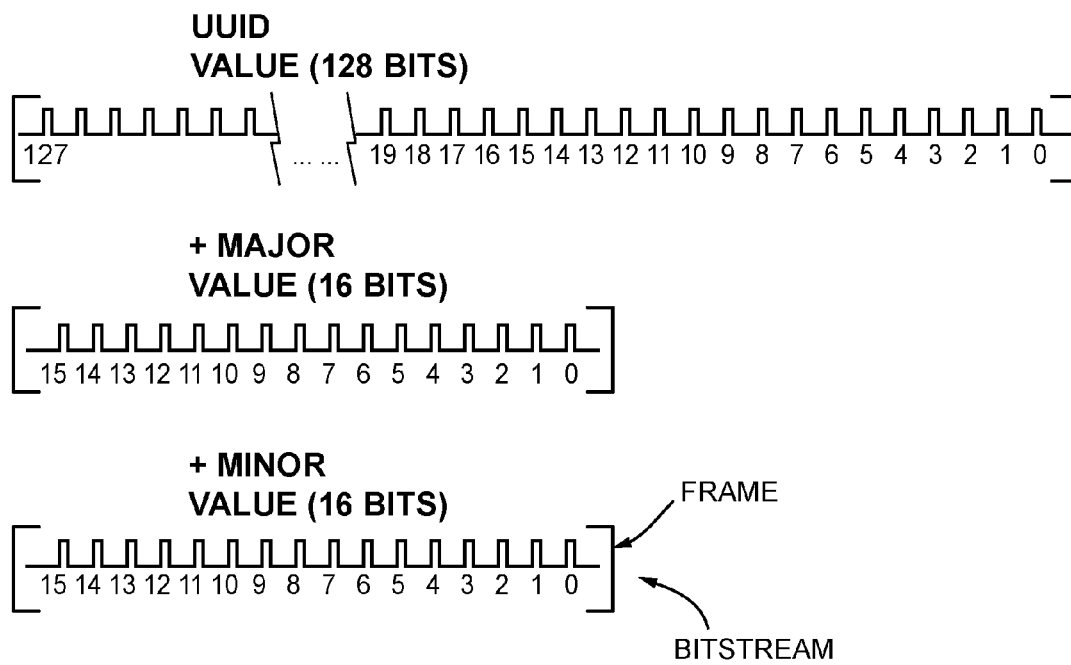 UUID
VALUE (128 BITS)
127 ... ... 19 18 17 16 15 14 13 12 11 10 9 8 7 6 5 4 3 2 1 0
+ MAJOR
VALUE (16 BITS)
15 14 13 12 11 10 9 8 7 6 5 4 3 2 1 0
+ MINOR
VALUE (16 BITS)
FRAME
15 14 13 12 11 10 9 8 7 6 5 4 3 2 1 0
BITSTREAM